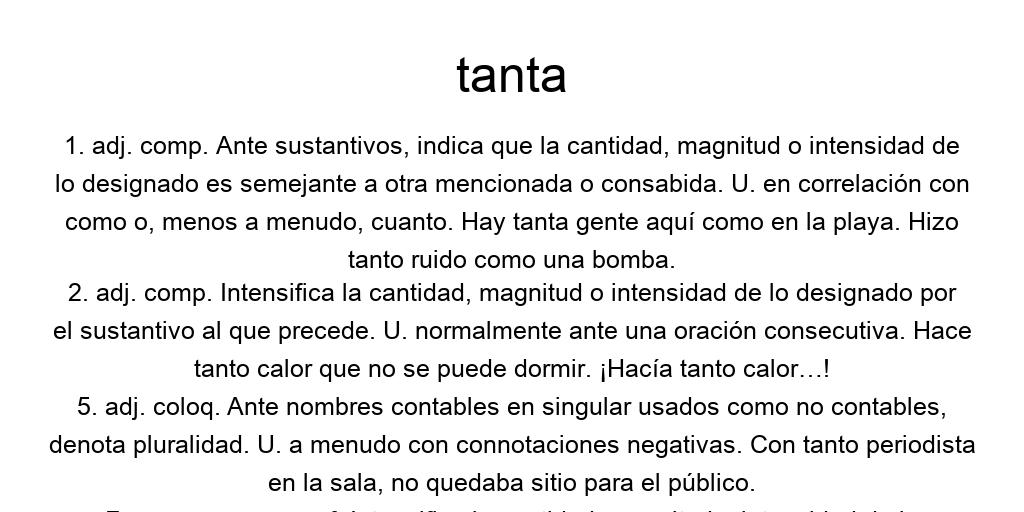 tanta
1. adj. comp. Ante sustantivos, indica que la cantidad, magnitud o intensidad de
lo designado es semejante a otra mencionada o consabida. U. en correlación con
como o, menos a menudo, cuanto. Hay tanta gente aquí como en la playa. Hizo
tanto ruido como una bomba.
2. adj. comp. Intensifica la cantidad, magnitud o intensidad de lo designado por
el sustantivo al que precede. U. normalmente ante una oración consecutiva. Hace
tanto calor que no se puede dormir. ¡Hacía tanto calor…!
5. adj. coloq. Ante nombres contables en singular usados como no contables,
denota pluralidad. U. a menudo con connotaciones negativas. Con tanto periodista
en la sala, no quedaba sitio para el público.